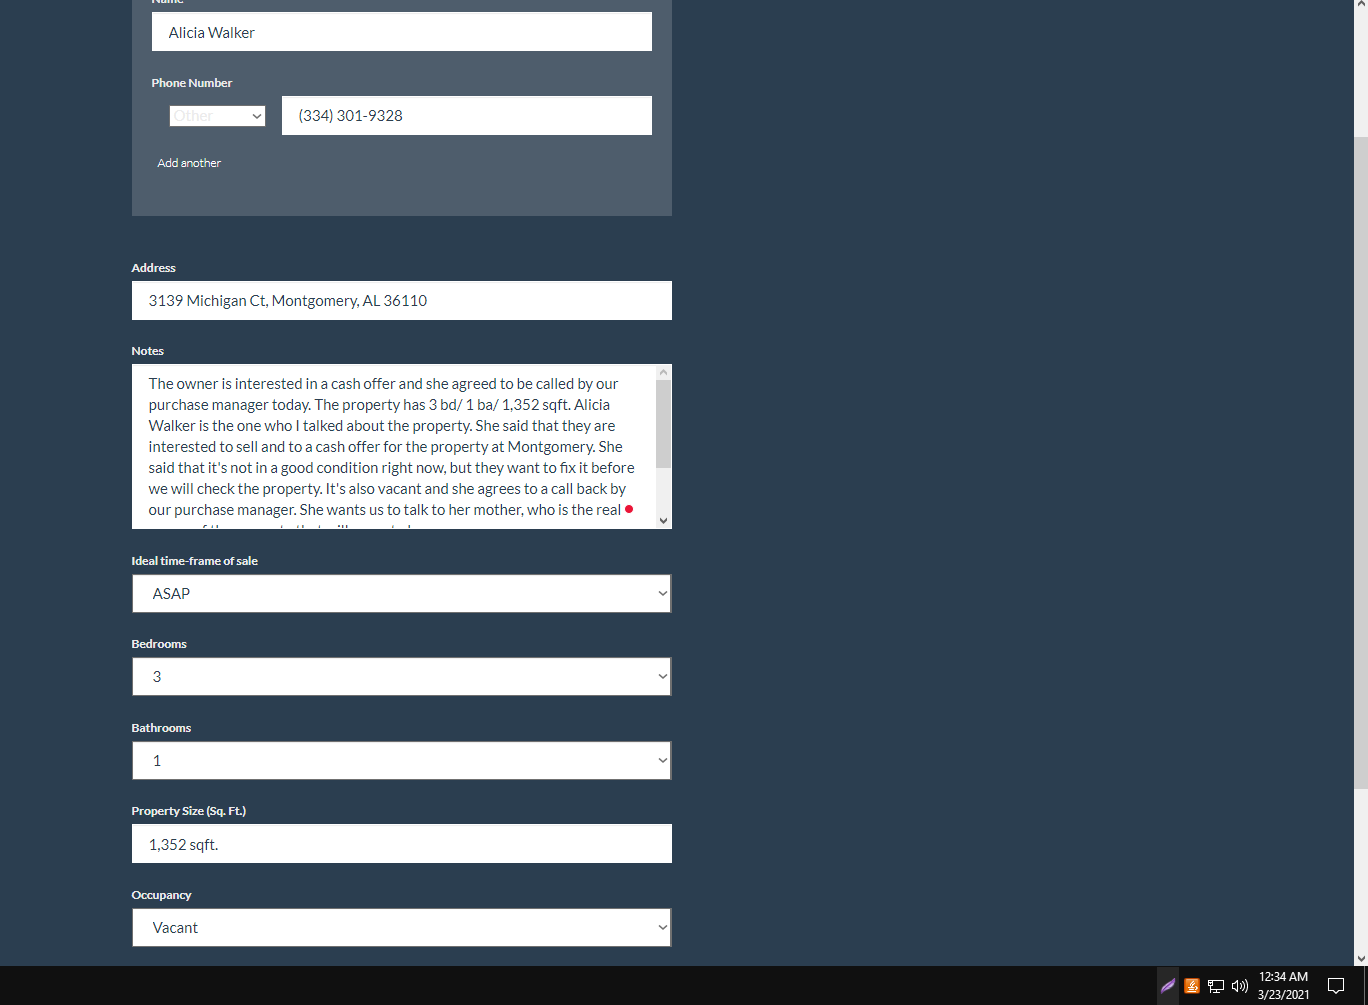 Name
Alicia Walker
Phone Number
Other
(334) 301-9328
Add another
Address
3139 Michigan Ct, Montgomery, AL 36110
Notes
The owner is interested in a cash offer and she agreed to be called by our
purchase manager today. The property has 3 bd/ 1 ba/ 1,352 sqft. Alicia
Walker is the one who I talked about the property. She said that they are
interested to sell and to a cash offer for the property at Montgomery. She
said that it's not in a good condition right now, but they want to fix it before
we will check the property. It's also vacant and she agrees to a call back by
our purchase manager. She wants us to talk to her mother, who is the real
Ideal time-frame of sale
ASAP
Bedrooms
3
Bathrooms
1
Property Size (Sq. Ft.)
1,352 sqft.
Occupancy
Vacant
12:34 AM
3/23/2021